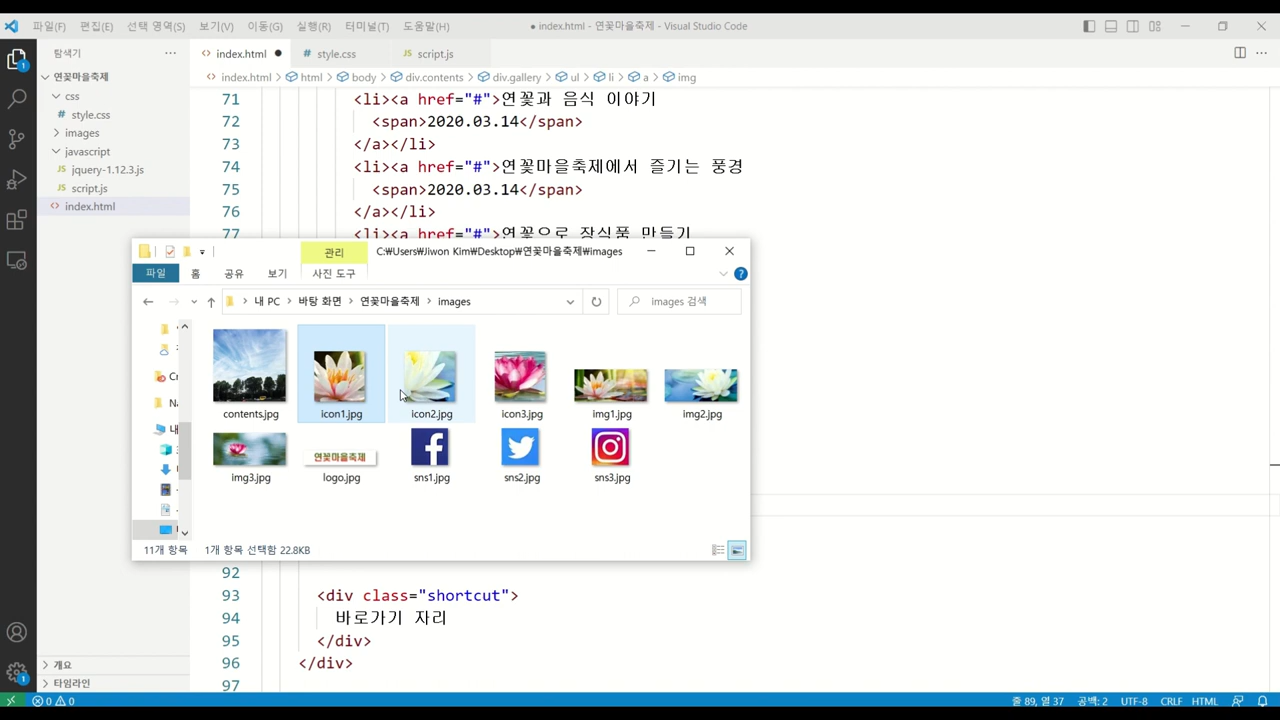 파일(F) 편집(E) 선택 영역(S) 보기(V) 이동(G) 실행(R) 터미널(T) 도움말(H) ● index.html - 연꽃마을축제 - Visual Studio Code
탐색기 ··· <> index.html ● # style.css JS script.js ···
연꽃마을축제
index.html > html > body > div.contents > div.gallery > ul > li > a > img
css
# style.css
images
javascript
JS jquery-1.12.3.js
JS script.js
<> index.html
71 <li><a href="#">연꽃과 음식 이야기
72 <span>2020.03.14</span>
73 </a></li>
74 <li><a href="#">연꽃마을축제에서 즐기는 풍경
75 <span>2020.03.14</span>
76 </a></li>
77 <li><a href="#">연꽃으로 장식품 만들기
관리 C:₩Users₩Jiwon Kim₩Desktop₩연꽃마을축제₩images
파일 홈 공유 보기 사진 도구
내 PC > 바탕 화면 > 연꽃마을축제 > images
images 검색
contents.jpg icon1.jpg icon2.jpg icon3.jpg img1.jpg img2.jpg
연꽃마을축제
img3.jpg logo.jpg sns1.jpg sns2.jpg sns3.jpg
11개 항목 1개 항목 선택함 22.8KB
92
93 <div class="shortcut">
94 바로가기 자리
95 </div>
96 </div>
97
개요
타임라인
0 0 줄 89, 열 37 공백: 2 UTF-8 CRLF HTML